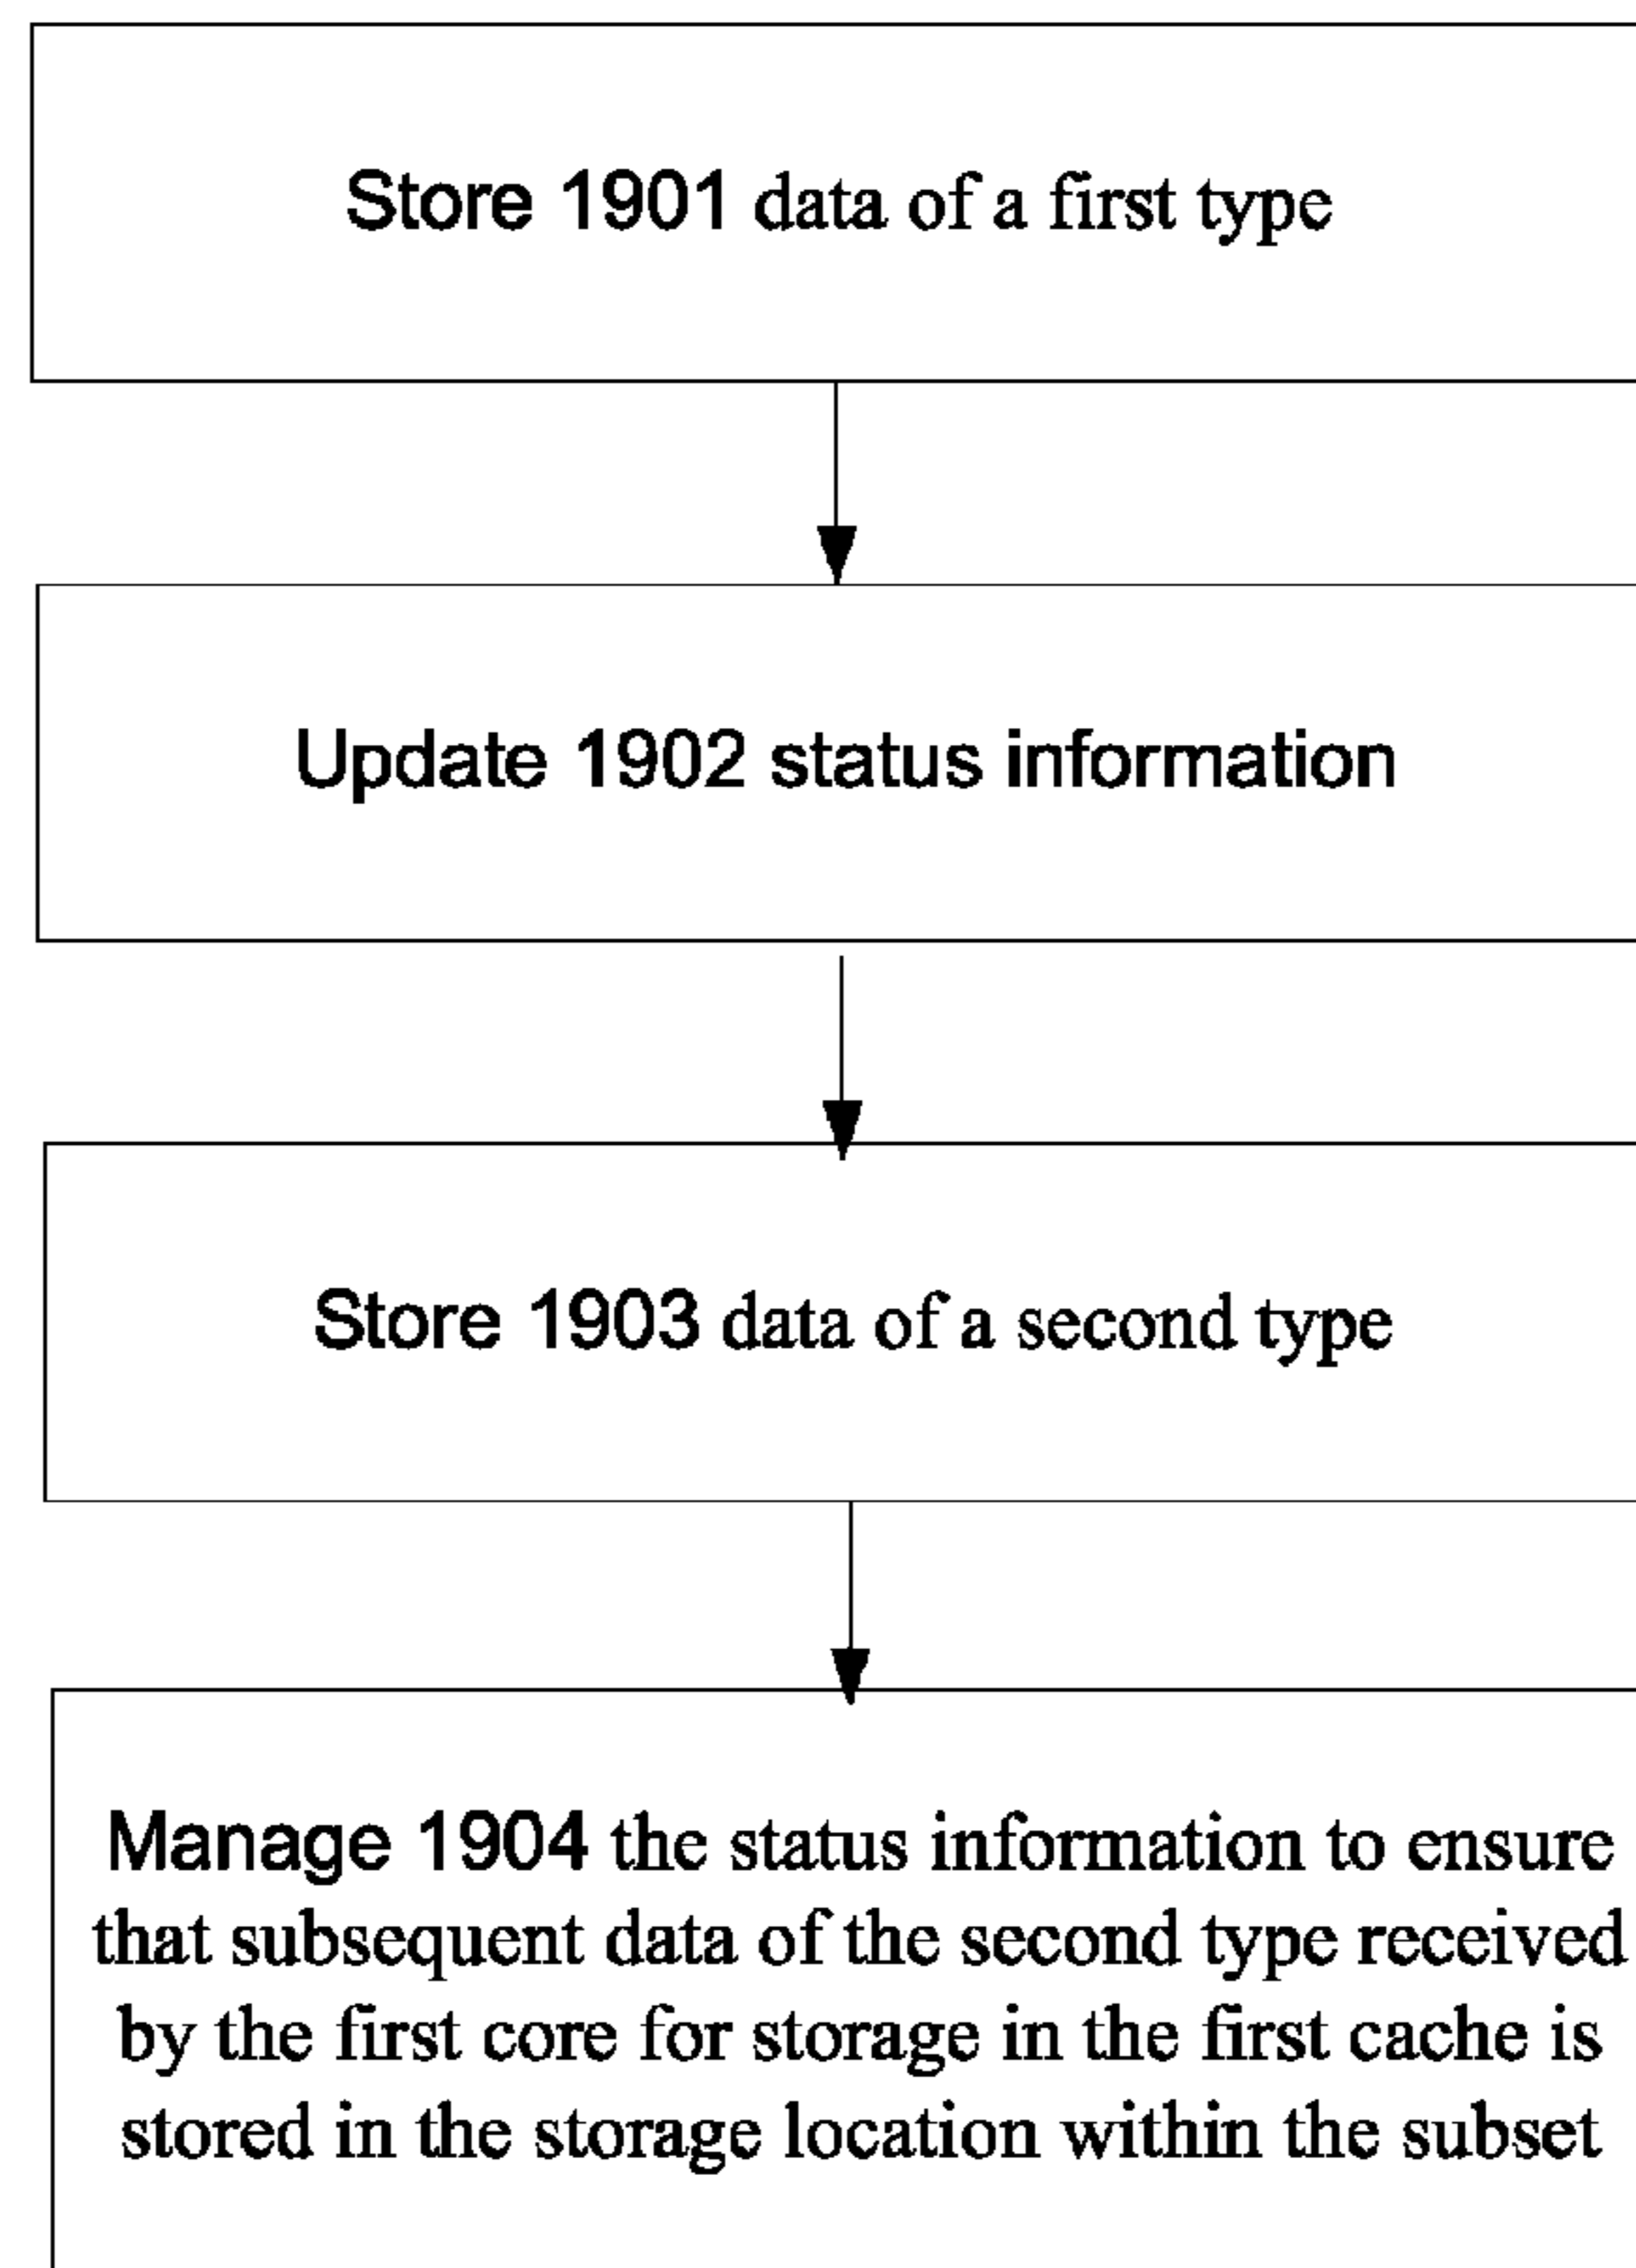 Store 1901 data of a first type
Update 1902 status information
Store 1903 data of a second type
Manage 1904 the status information to ensure
that subsequent data of the second type received
by the first core for storage in the first cache is
stored in the storage location within the subset